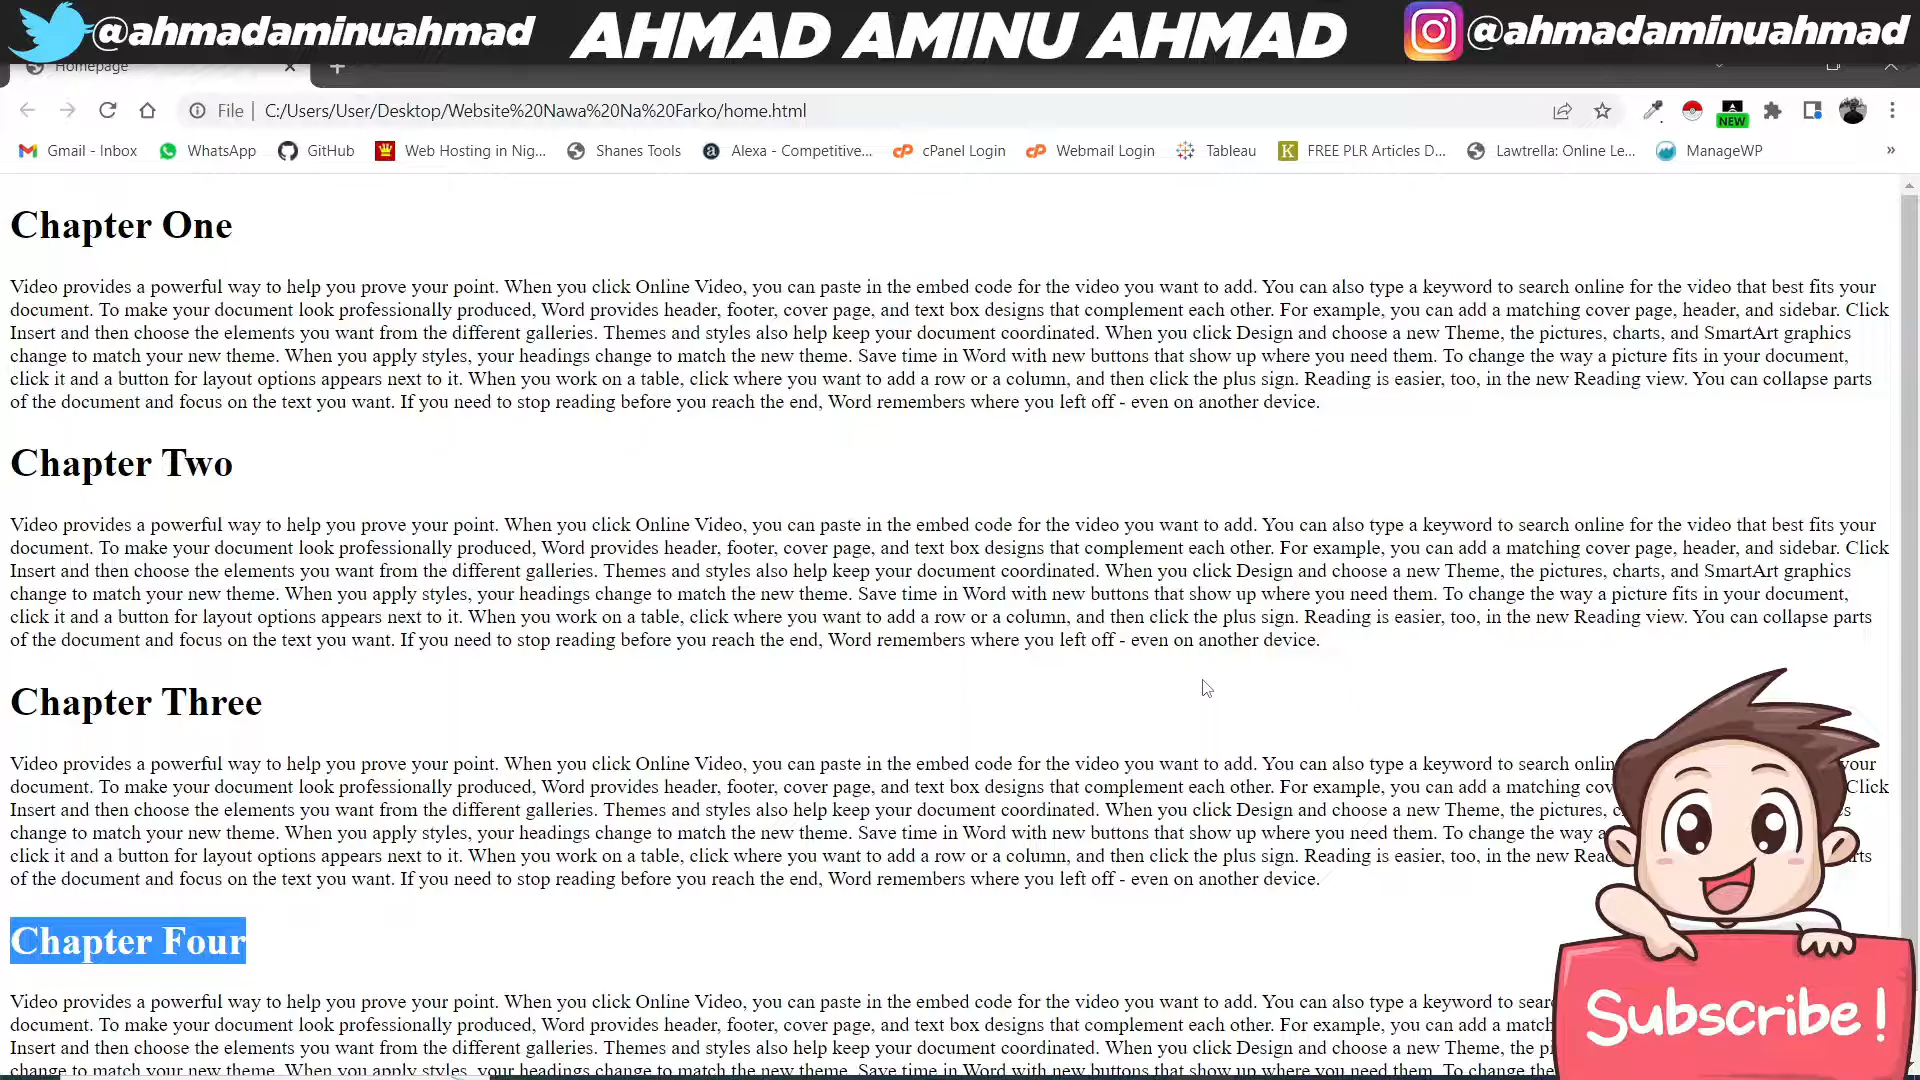 @ahmadaminuahmad AHMAD AMINU AHMAD @ahmadaminuahmad
Homepage
File C:/Users/User/Desktop/Website%20Nawa%20Na%20Farko/home.html NEW
Gmail - Inbox WhatsApp GitHub Web Hosting in Nig... Shanes Tools Alexa - Competitive... cPanel Login Webmail Login Tableau FREE PLR Articles D... Lawtrella: Online Le... ManageWP »
Chapter One
Video provides a powerful way to help you prove your point. When you click Online Video, you can paste in the embed code for the video you want to add. You can also type a keyword to search online for the video that best fits your
document. To make your document look professionally produced, Word provides header, footer, cover page, and text box designs that complement each other. For example, you can add a matching cover page, header, and sidebar. Click
Insert and then choose the elements you want from the different galleries. Themes and styles also help keep your document coordinated. When you click Design and choose a new Theme, the pictures, charts, and SmartArt graphics
change to match your new theme. When you apply styles, your headings change to match the new theme. Save time in Word with new buttons that show up where you need them. To change the way a picture fits in your document,
click it and a button for layout options appears next to it. When you work on a table, click where you want to add a row or a column, and then click the plus sign. Reading is easier, too, in the new Reading view. You can collapse parts
of the document and focus on the text you want. If you need to stop reading before you reach the end, Word remembers where you left off - even on another device.
Chapter Two
Video provides a powerful way to help you prove your point. When you click Online Video, you can paste in the embed code for the video you want to add. You can also type a keyword to search online for the video that best fits your
document. To make your document look professionally produced, Word provides header, footer, cover page, and text box designs that complement each other. For example, you can add a matching cover page, header, and sidebar. Click
Insert and then choose the elements you want from the different galleries. Themes and styles also help keep your document coordinated. When you click Design and choose a new Theme, the pictures, charts, and SmartArt graphics
change to match your new theme. When you apply styles, your headings change to match the new theme. Save time in Word with new buttons that show up where you need them. To change the way a picture fits in your document,
click it and a button for layout options appears next to it. When you work on a table, click where you want to add a row or a column, and then click the plus sign. Reading is easier, too, in the new Reading view. You can collapse parts
of the document and focus on the text you want. If you need to stop reading before you reach the end, Word remembers where you left off - even on another device.
Chapter Three
Video provides a powerful way to help you prove your point. When you click Online Video, you can paste in the embed code for the video you want to add. You can also type a keyword to search your
document. To make your document look professionally produced, Word provides header, footer, cover page, and text box designs that complement each other. For example, you can add a matching Click
Insert and then choose the elements you want from the different galleries. Themes and styles also help keep your document coordinated. When you click Design and choose a new Theme, the pictures,
change to match your new theme. When you apply styles, your headings change to match the new theme. Save time in Word with new buttons that show up where you need them. To change the way a
click it and a button for layout options appears next to it. When you work on a table, click where you want to add a row or a column, and then click the plus sign. Reading is easier, too, in the new
of the document and focus on the text you want. If you need to stop reading before you reach the end, Word remembers where you left off - even on another device.
Chapter Four
Video provides a powerful way to help you prove your point. When you click Online Video, you can paste in the embed code for the video you want to add. You can also type a keyword to
document. To make your document look professionally produced, Word provides header, footer, cover page, and text box designs that complement each other. For example, you can add a
Insert and then choose the elements you want from the different galleries. Themes and styles also help keep your document coordinated. When you click Design and choose a new Theme, the
change to match your new theme. When you apply styles, your headings change to match the new theme. Save time in Word with new buttons that show up where you need them. To change the
Subscribe!